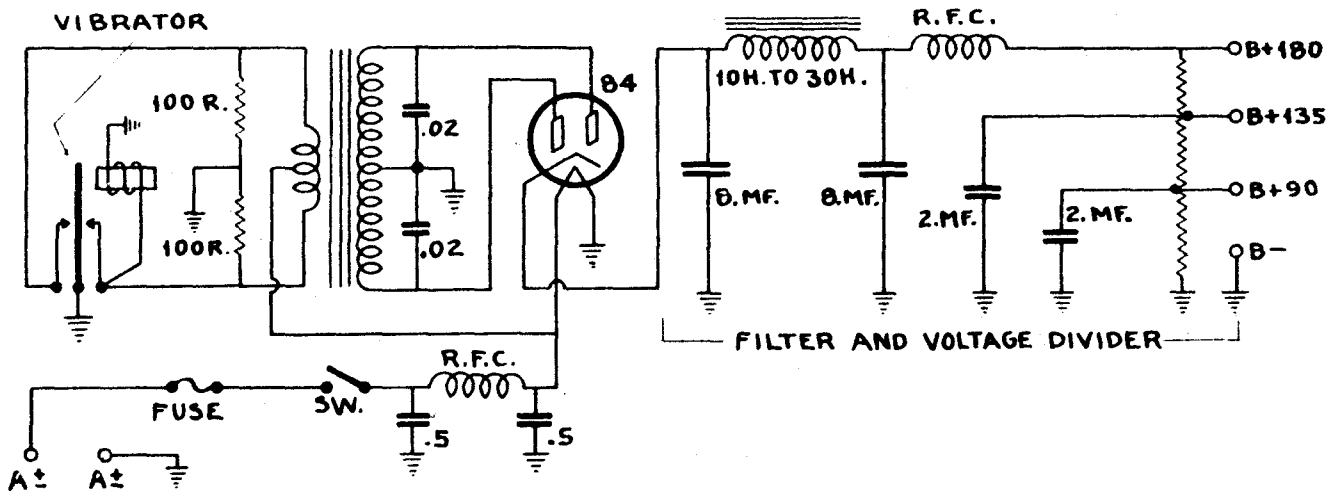 VIBRATOR
100 R.
100 R.
.02
.02
84
10H. TO 30H.
R.F.C.
8.MF.
8.MF.
2.MF.
2.MF.
B+180
B+135
B+90
B-
FILTER AND VOLTAGE DIVIDER
R.F.C.
FUSE
SW.
.5
.5
A±
A±